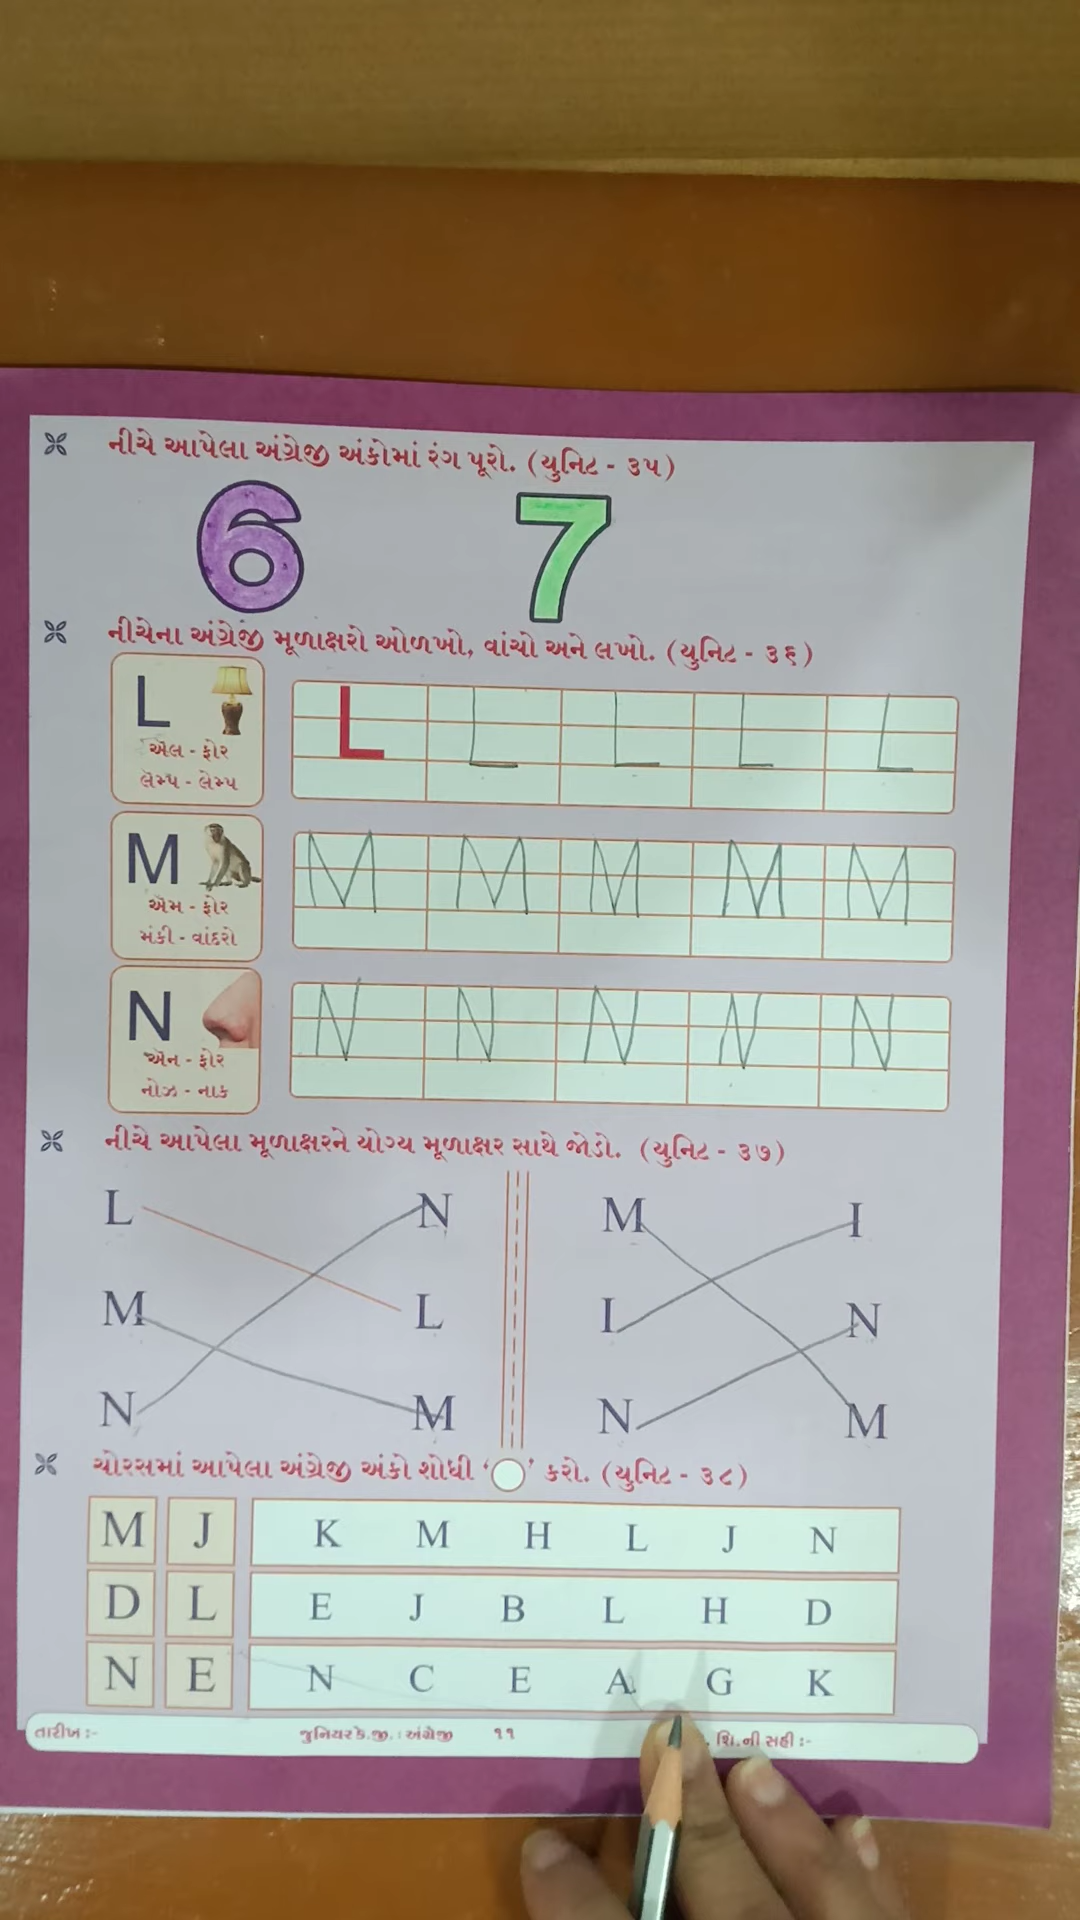 નીચે આપેલા અંગ્રેજી અંકોમાં રંગ પૂરો. (યુનિટ - ૩૫)
6 7
નીચેના અંગ્રેજી મૂળાક્ષરો ઓળખો, વાંચો અને લખો. (યુનિટ - ૩૬)
L L L L L L
એલ - ફોર
લેમ્પ - લેમ્પ
M M M M M M
એમ - ફોર
મંકી - વાંદરો
N N N N N N
એન - ફોર
નોઝ - નાક
નીચે આપેલા મૂળાક્ષરને યોગ્ય મૂળાક્ષર સાથે જોડો. (યુનિટ - ૩૭)
L N M I
M L I N
N M N M
ચોરસમાં આપેલા અંગ્રેજી અંકો શોધી ‘○’ કરો. (યુનિટ - ૩૮)
M J K M H L J N
D L E J B L H D
N E N C E A G K
તારીખ :- જુનિયર કે.જી. : અંગ્રેજી ૧૧ શિ.ની સહી :-